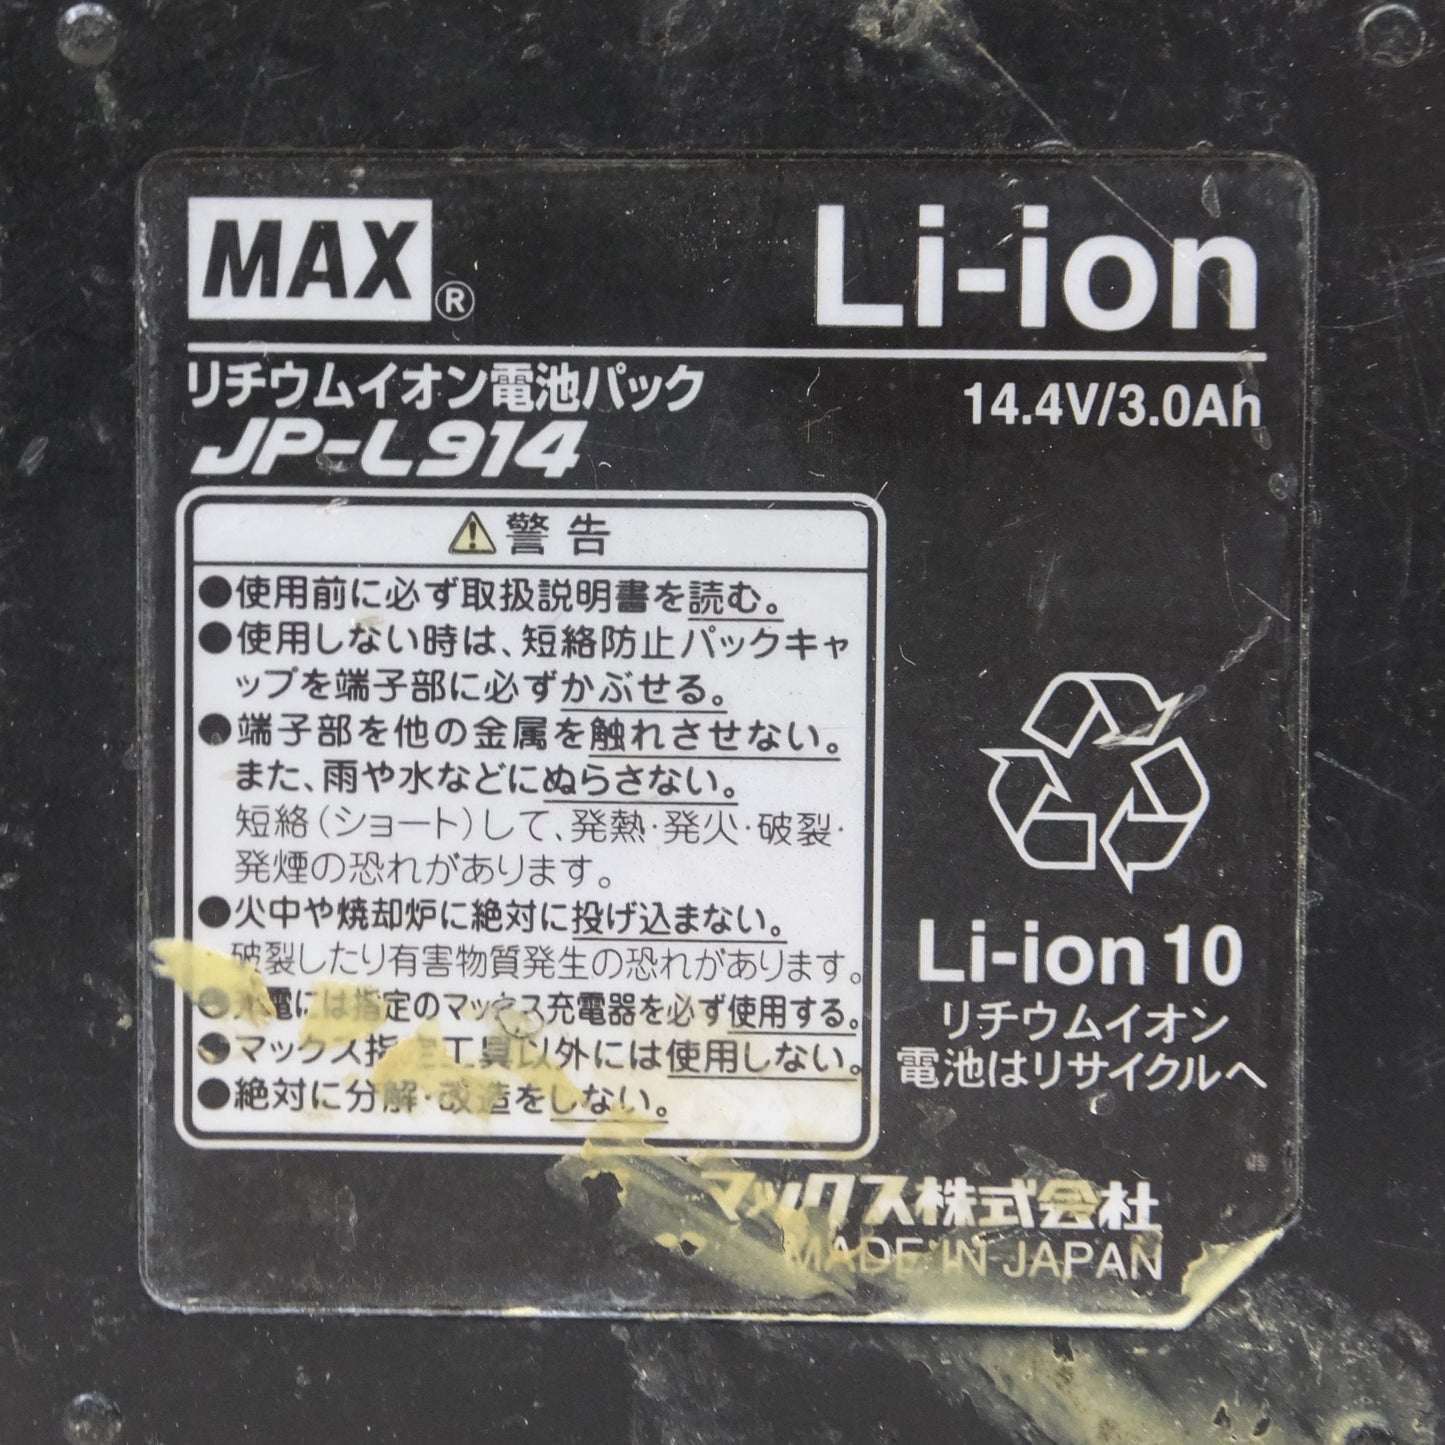 MAX®
Li-ion
リチウムイオン電池パック
14.4V/3.0Ah
JP-L914
警告
●使用前に必ず取扱説明書を読む。
●使用しない時は、短絡防止パックキャ
ップを端子部に必ずかぶせる。
●端子部を他の金属を触れさせない。
また、雨や水などにぬらさない。
短絡(ショート)して、発熱・発火・破裂・
発煙の恐れがあります。
●火中や焼却炉に絶対に投げ込まない。
破裂したり有害物質発生の恐れがあります。
●充電には指定のマックス充電器を必ず使用する。
●マックス指定工具以外には使用しない。
●絶対に分解・改造をしない。
Li-ion 10
リチウムイオン
電池はリサイクルへ
マックス株式会社
MADE IN JAPAN